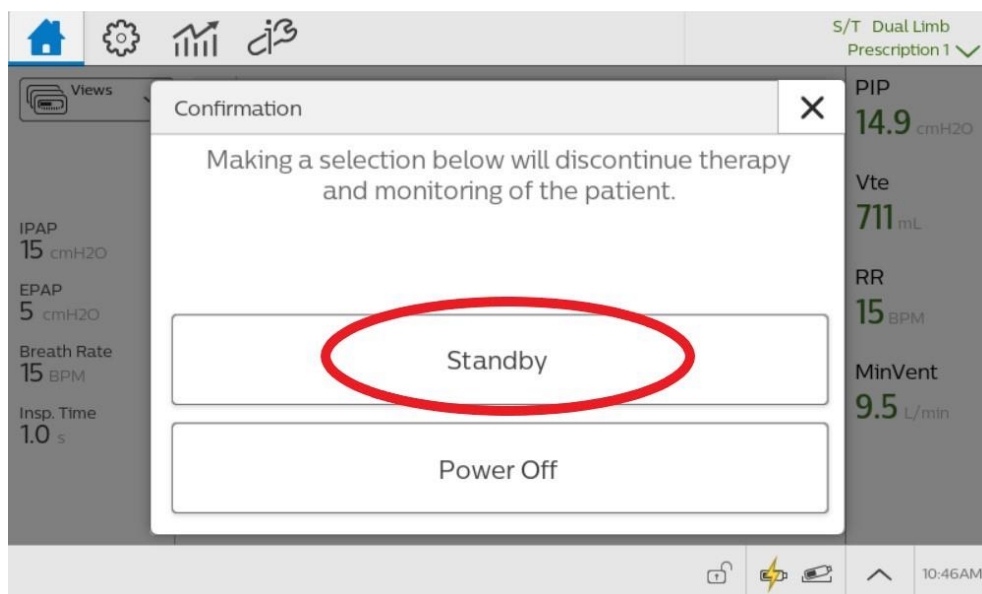 S/T Dual Limb
Prescription 1
Views
Confirmation
Making a selection below will discontinue therapy
and monitoring of the patient.
Standby
Power Off
IPAP
15 cmH2O
EPAP
5 cmH2O
Breath Rate
15 BPM
Insp. Time
1.0 s
PIP
14.9 cmH2O
Vte
711 mL
RR
15 BPM
MinVent
9.5 L/min
10:46AM